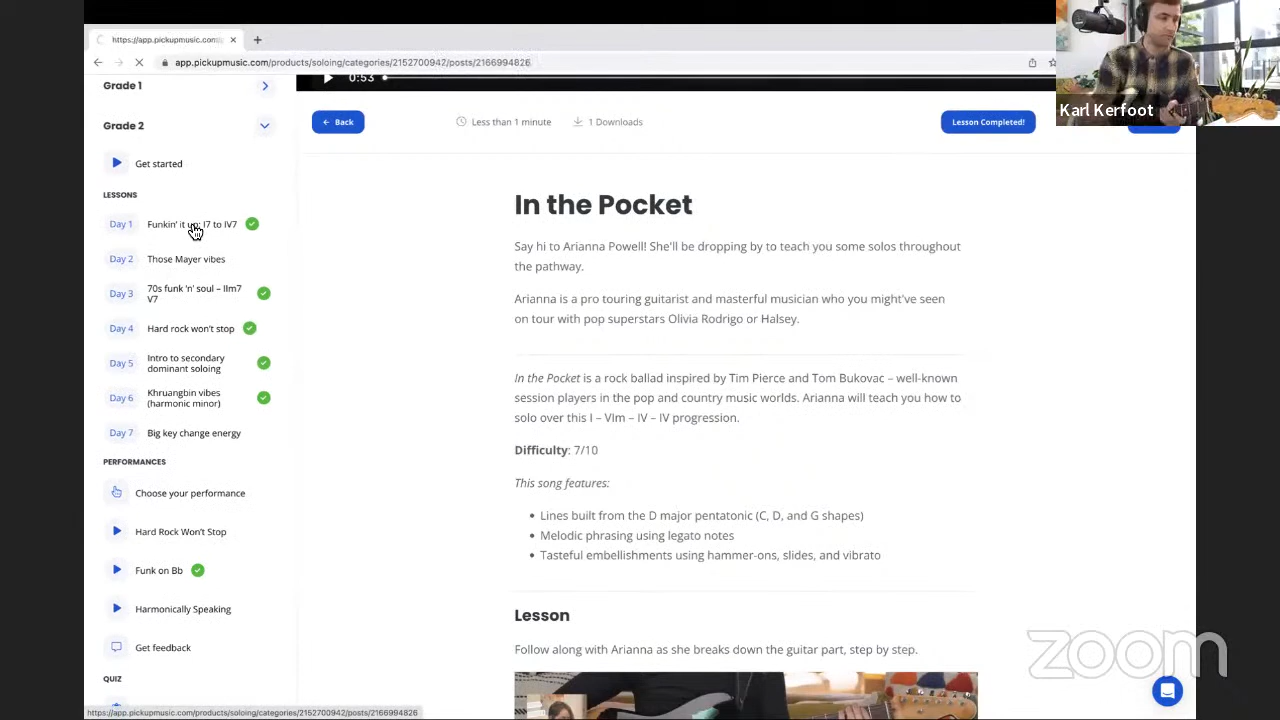 https://app.pickupmusic.com/
app.pickupmusic.com/products/soloing/categories/2152700942/posts/2166994826
Grade 1
Grade 2
Get started
LESSONS
Day 1 Funkin' it up: I7 to IV7
Day 2 Those Mayer vibes
Day 3 70s funk 'n' soul – IIm7
V7
Day 4 Hard rock won't stop
Day 5 Intro to secondary
dominant soloing
Day 6 Khruangbin vibes
(harmonic minor)
Day 7 Big key change energy
PERFORMANCES
Choose your performance
Hard Rock Won't Stop
Funk on Bb
Harmonically Speaking
Get feedback
QUIZ
https://app.pickupmusic.com/products/soloing/categories/2152700942/posts/2166994826
0:53
← Back
Less than 1 minute
1 Downloads
Lesson Completed!
Karl Kerfoot
In the Pocket
Say hi to Arianna Powell! She'll be dropping by to teach you some solos throughout
the pathway.
Arianna is a pro touring guitarist and masterful musician who you might've seen
on tour with pop superstars Olivia Rodrigo or Halsey.
In the Pocket is a rock ballad inspired by Tim Pierce and Tom Bukovac – well-known
session players in the pop and country music worlds. Arianna will teach you how to
solo over this I – VIm – IV – IV progression.
Difficulty: 7/10
This song features:
• Lines built from the D major pentatonic (C, D, and G shapes)
• Melodic phrasing using legato notes
• Tasteful embellishments using hammer-ons, slides, and vibrato
Lesson
Follow along with Arianna as she breaks down the guitar part, step by step.
zoom